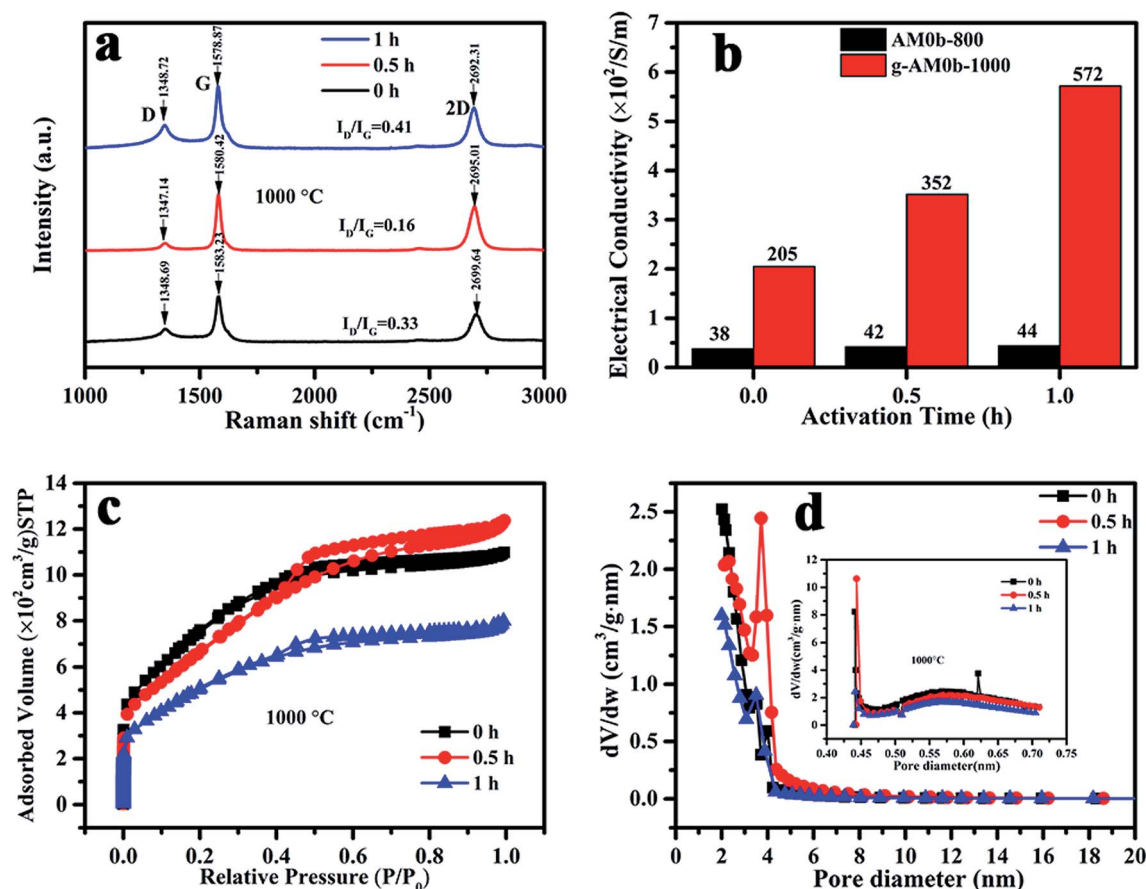 a
1 h
0.5 h
0 h
1348.72
1578.87
2692.31
D
G
2D
I_D/I_G=0.41
1347.14
1580.42
2695.01
1000 °C
I_D/I_G=0.16
1348.69
1583.23
2699.64
I_D/I_G=0.33
Intensity (a.u.)
1000 1500 2000 2500 3000
Raman shift (cm⁻¹)
b
AM0b-800
g-AM0b-1000
Electrical Conductivity (×10²/S/m)
7
6
5
4
3
2
1
0
38
205
42
352
44
572
0.0 0.5 1.0
Activation Time (h)
c
Adsorbed Volume (×10² cm³/g)STP
14
12
10
8
6
4
2
0
1000 °C
0 h
0.5 h
1 h
0.0 0.2 0.4 0.6 0.8 1.0
Relative Pressure (P/P₀)
d
0 h
0.5 h
1 h
dV/dw (cm³/g·nm)
2.5
2.0
1.5
1.0
0.5
0.0
dV/dw(cm³/g·nm)
12
10
8
6
4
2
0
0 h
0.5 h
1 h
1000°C
0.40 0.45 0.50 0.55 0.60 0.65 0.70 0.75
Pore diameter(nm)
0 2 4 6 8 10 12 14 16 18 20
Pore diameter (nm)